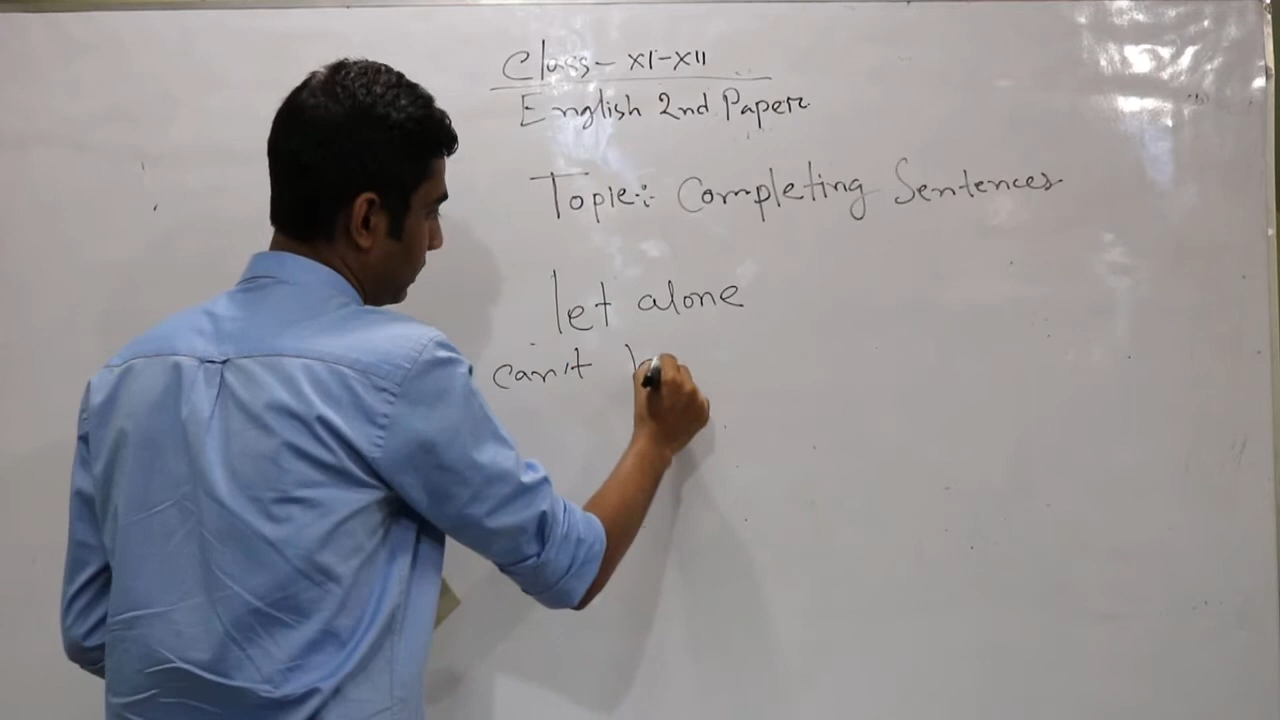 Class - XI-XII
English 2nd Paper
Topic: Completing Sentences
let alone
can't